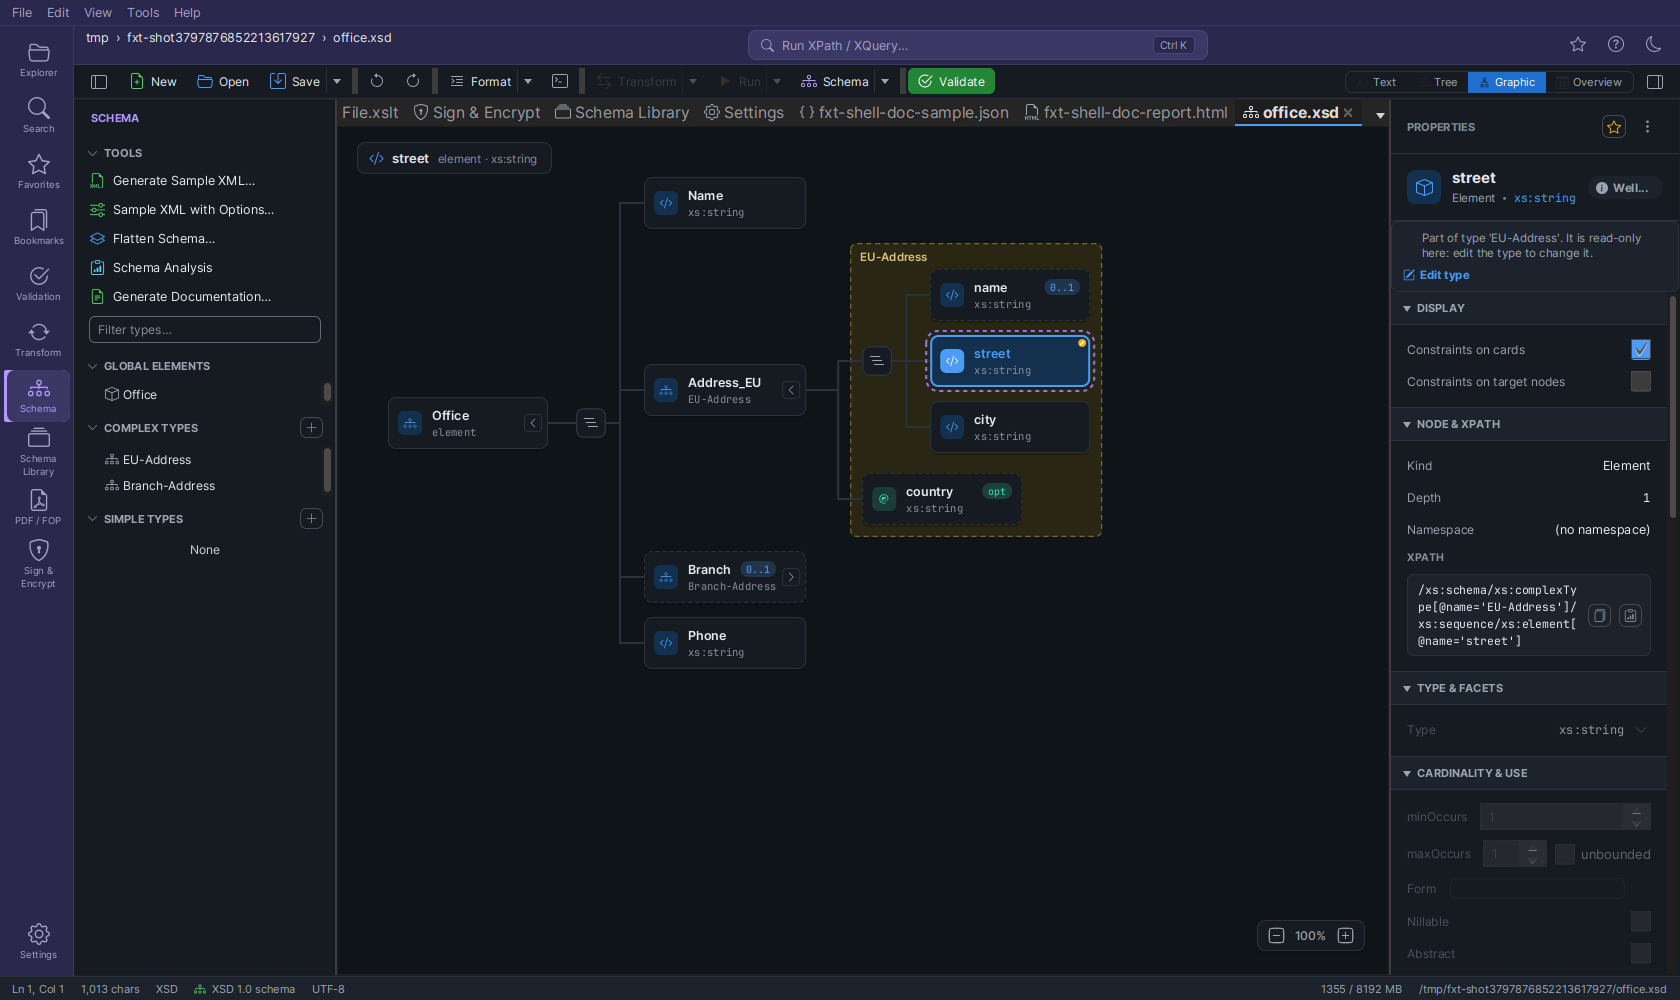 File Edit View Tools Help
tmp › fxt-shot3797876852213617927 › office.xsd
Run XPath / XQuery... Ctrl K
New Open Save Format Transform Run Schema Validate
Text Tree Graphic Overview
Explorer
Search
Favorites
Bookmarks
Validation
Transform
Schema
Schema
Library
PDF / FOP
Sign &
Encrypt
Settings
SCHEMA
TOOLS
Generate Sample XML...
Sample XML with Options...
Flatten Schema...
Schema Analysis
Generate Documentation...
Filter types...
GLOBAL ELEMENTS
Office
COMPLEX TYPES
EU-Address
Branch-Address
SIMPLE TYPES
None
File.xslt Sign & Encrypt Schema Library Settings fxt-shell-doc-sample.json fxt-shell-doc-report.html office.xsd
street element · xs:string
Office
element
Name
xs:string
Address_EU
EU-Address
EU-Address
name 0..1
xs:string
street
xs:string
city
xs:string
country opt
xs:string
Branch 0..1
Branch-Address
Phone
xs:string
100%
PROPERTIES
street
Element • xs:string
Well...
Part of type 'EU-Address'. It is read-only
here: edit the type to change it.
Edit type
DISPLAY
Constraints on cards
Constraints on target nodes
NODE & XPATH
Kind Element
Depth 1
Namespace (no namespace)
XPATH
/xs:schema/xs:complexTy
pe[@name='EU-Address']/
xs:sequence/xs:element[
@name='street']
TYPE & FACETS
Type xs:string
CARDINALITY & USE
minOccurs 1
maxOccurs 1 unbounded
Form
Nillable
Abstract
Ln 1, Col 1 1,013 chars XSD XSD 1.0 schema UTF-8
1355 / 8192 MB /tmp/fxt-shot3797876852213617927/office.xsd